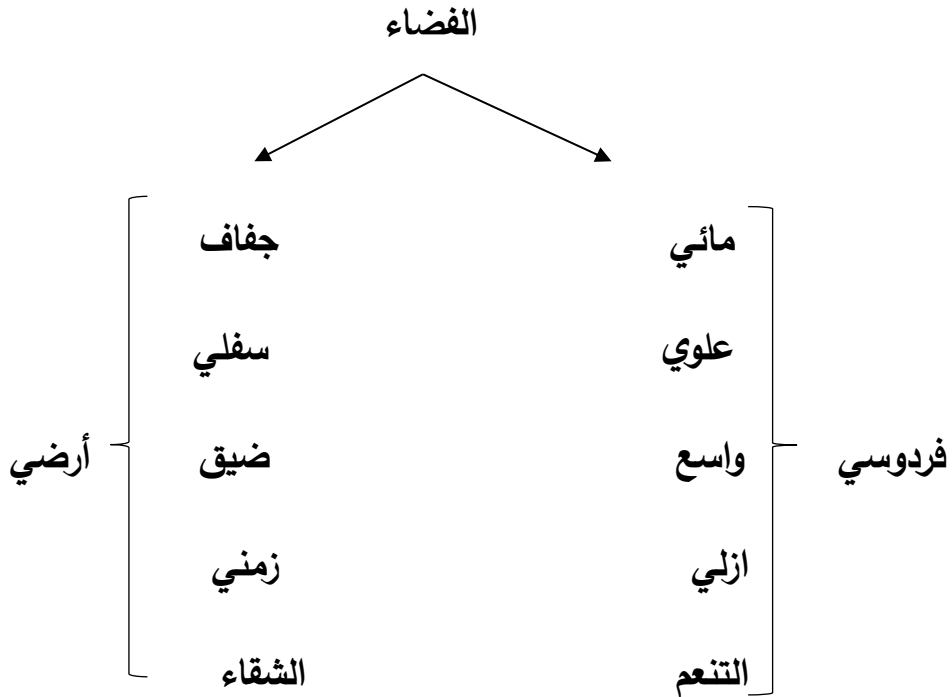 الفضاء
مائي جفاف
علوي سفلي
فردوسي واسع ضيق أرضي
ازلي زمني
التنعم الشقاء